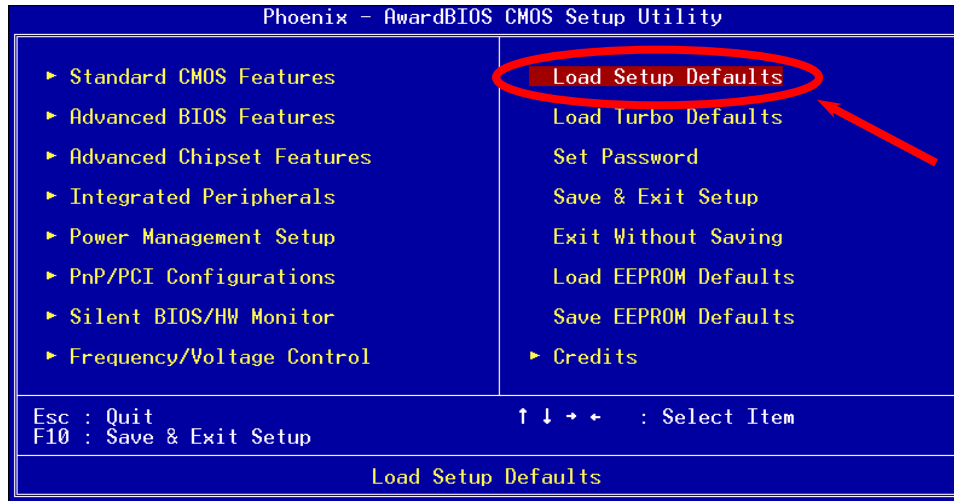 Phoenix - AwardBIOS CMOS Setup Utility
► Standard CMOS Features
► Advanced BIOS Features
► Advanced Chipset Features
► Integrated Peripherals
► Power Management Setup
► PnP/PCI Configurations
► Silent BIOS/HW Monitor
► Frequency/Voltage Control
Load Setup Defaults
Load Turbo Defaults
Set Password
Save & Exit Setup
Exit Without Saving
Load EEPROM Defaults
Save EEPROM Defaults
► Credits
Esc : Quit
F10 : Save & Exit Setup
↑ ↓ → ← : Select Item
Load Setup Defaults